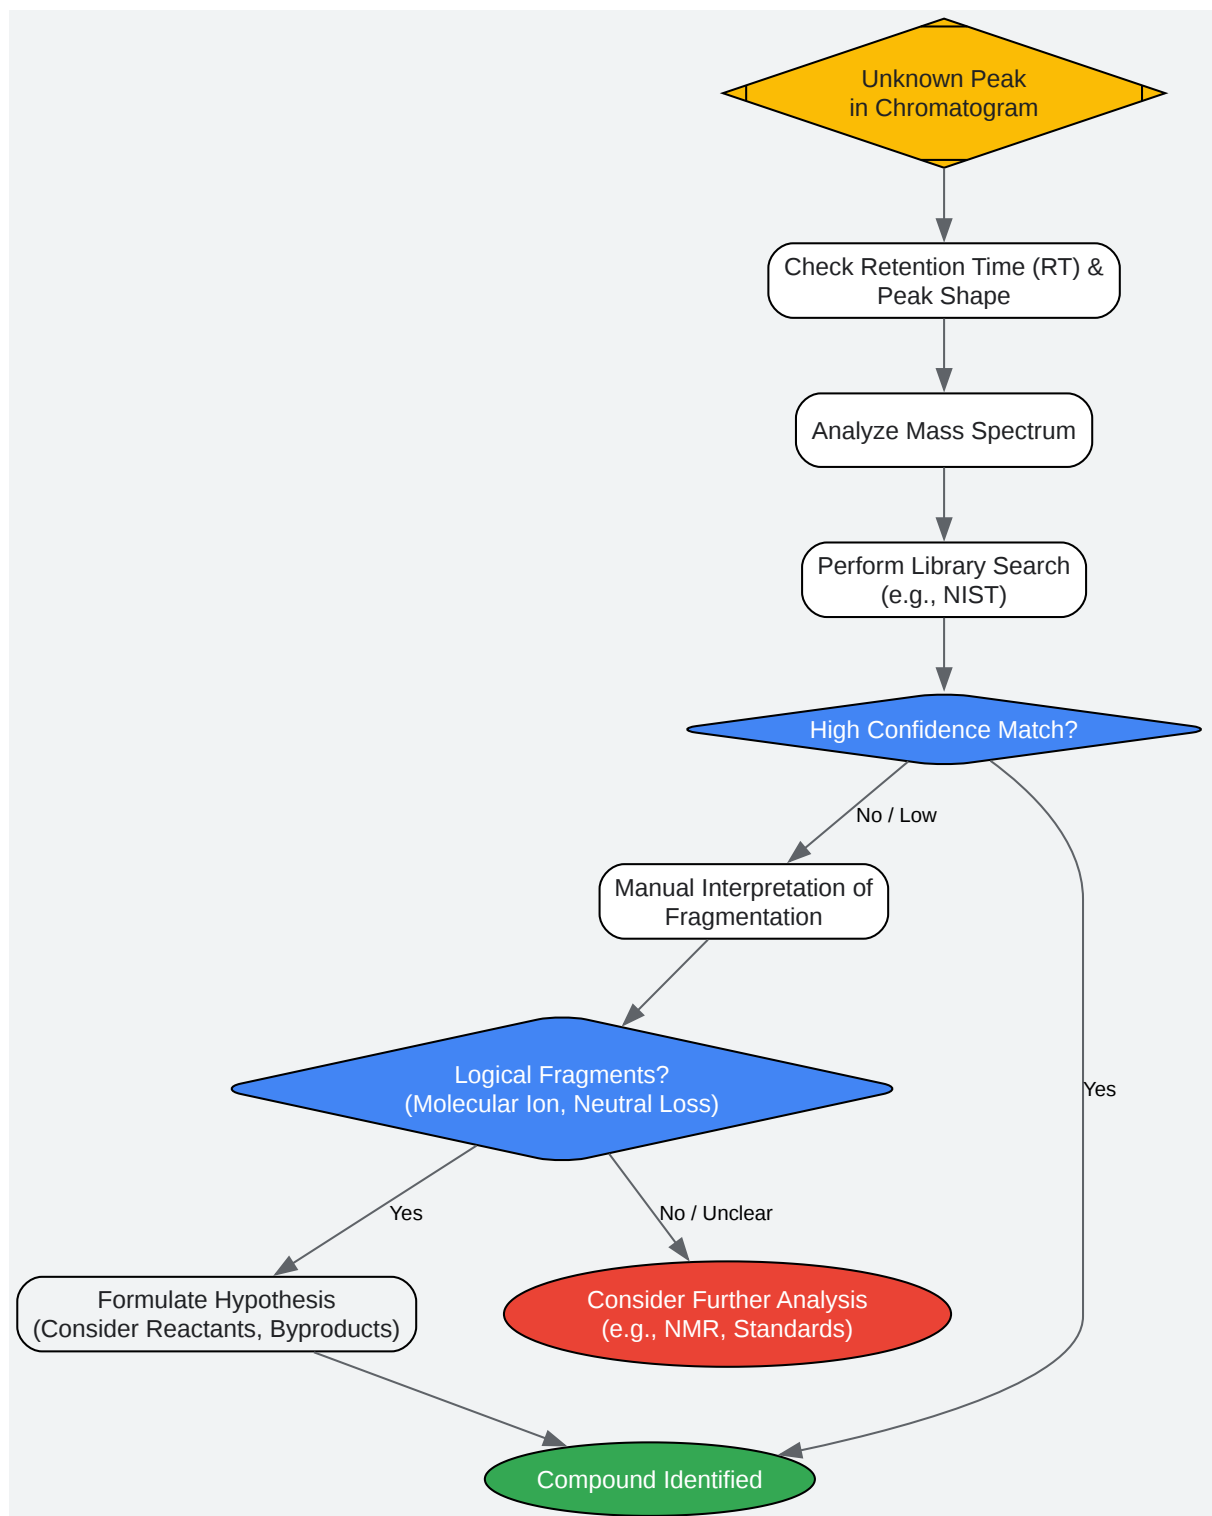 Unknown Peak
in Chromatogram
Check Retention Time (RT) &
Peak Shape
Analyze Mass Spectrum
Perform Library Search
(e.g., NIST)
High Confidence Match?
No / Low
Manual Interpretation of
Fragmentation
Logical Fragments?
(Molecular Ion, Neutral Loss)
Yes
Yes
No / Unclear
Formulate Hypothesis
(Consider Reactants, Byproducts)
Consider Further Analysis
(e.g., NMR, Standards)
Compound Identified